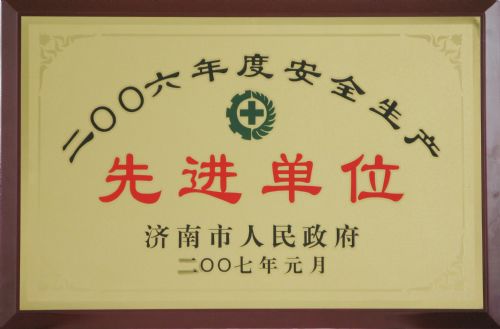 二〇〇六年度安全生产
先进单位
济南市人民政府
二〇〇七年元月